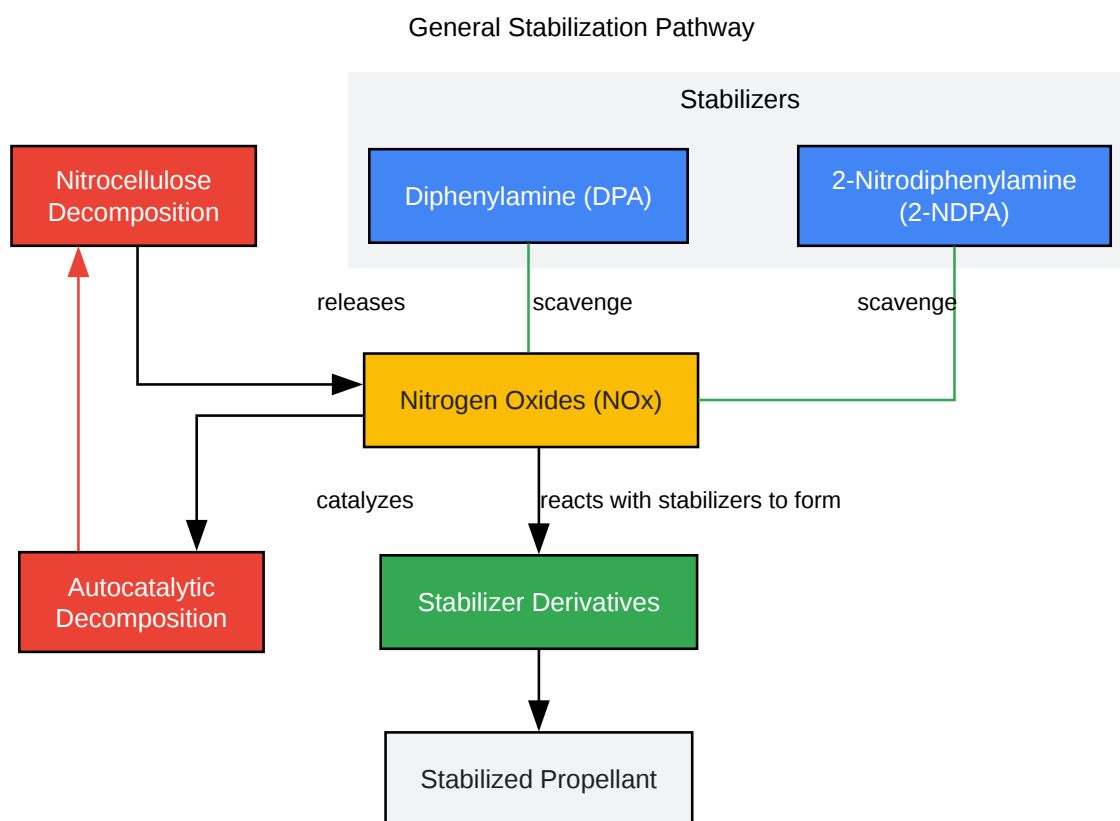 General Stabilization Pathway
Stabilizers
Nitrocellulose
Decomposition
Diphenylamine (DPA)
2-Nitrodiphenylamine
(2-NDPA)
releases
scavenge
scavenge
Nitrogen Oxides (NOx)
catalyzes
reacts with stabilizers to form
Autocatalytic
Decomposition
Stabilizer Derivatives
Stabilized Propellant